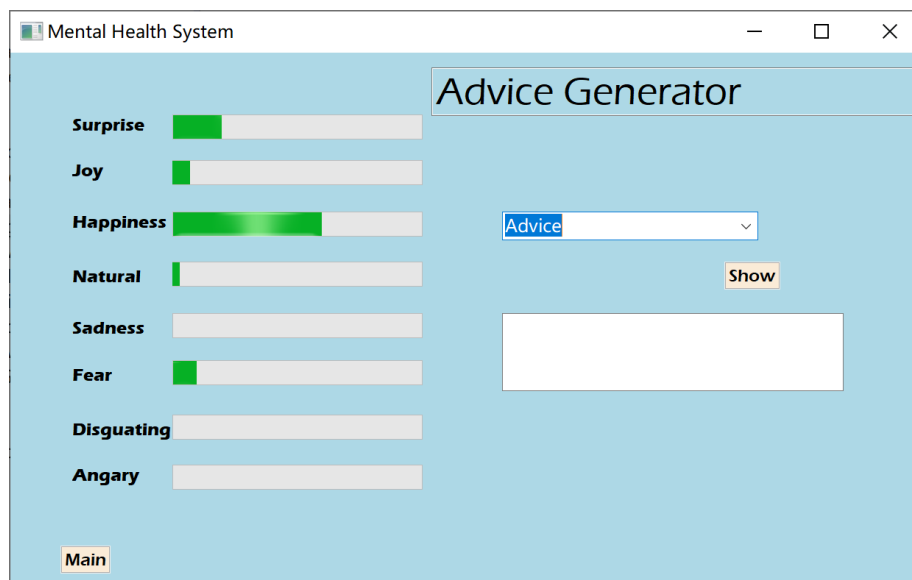 Mental Health System
Advice Generator
Surprise
Joy
Happiness
Advice
Natural
Show
Sadness
Fear
Disguating
Angary
Main